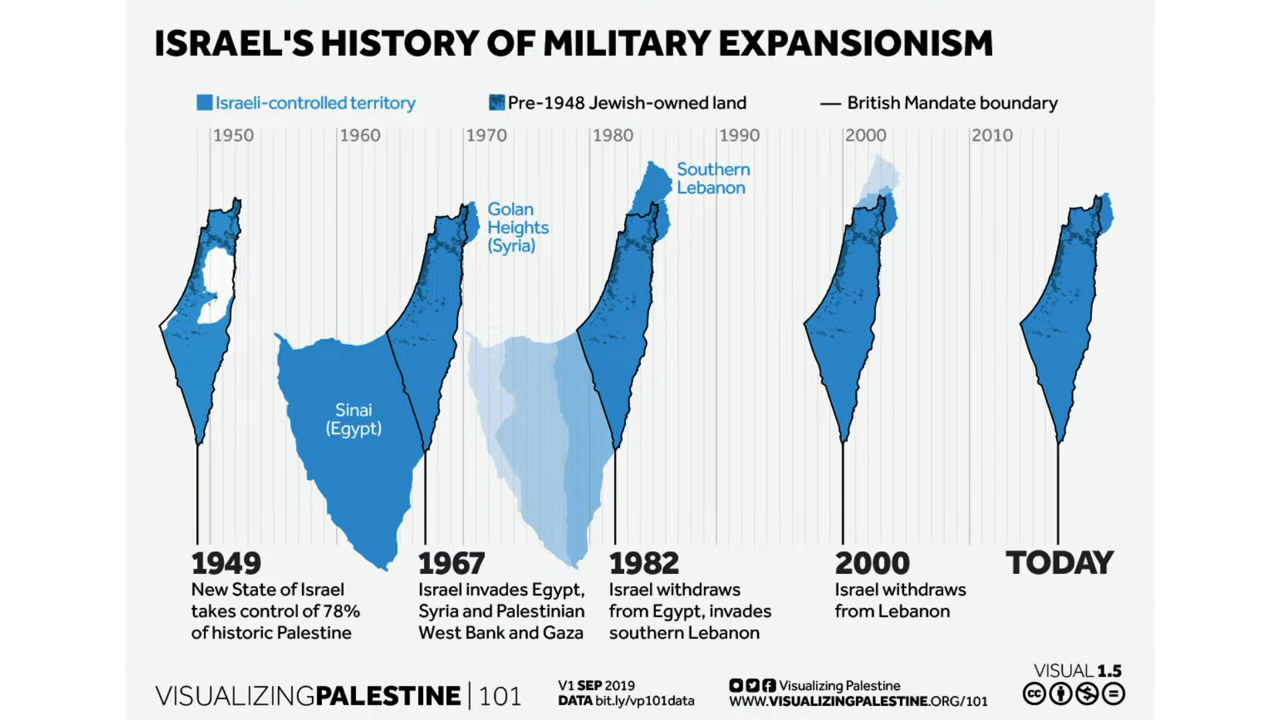 ISRAEL'S HISTORY OF MILITARY EXPANSIONISM
Israeli-controlled territory
Pre-1948 Jewish-owned land
British Mandate boundary
1950
1960
1970
1980
1990
2000
2010
Southern
Lebanon
Golan
Heights
(Syria)
Sinai
(Egypt)
1949
New State of Israel
takes control of 78%
of historic Palestine
1967
Israel invades Egypt,
Syria and Palestinian
West Bank and Gaza
1982
Israel withdraws
from Egypt, invades
southern Lebanon
2000
Israel withdraws
from Lebanon
TODAY
VISUALIZINGPALESTINE | 101
V1 SEP 2019
DATA bit.ly/vp101data
Visualizing Palestine
WWW.VISUALIZINGPALESTINE.ORG/101
VISUAL 1.5
cc